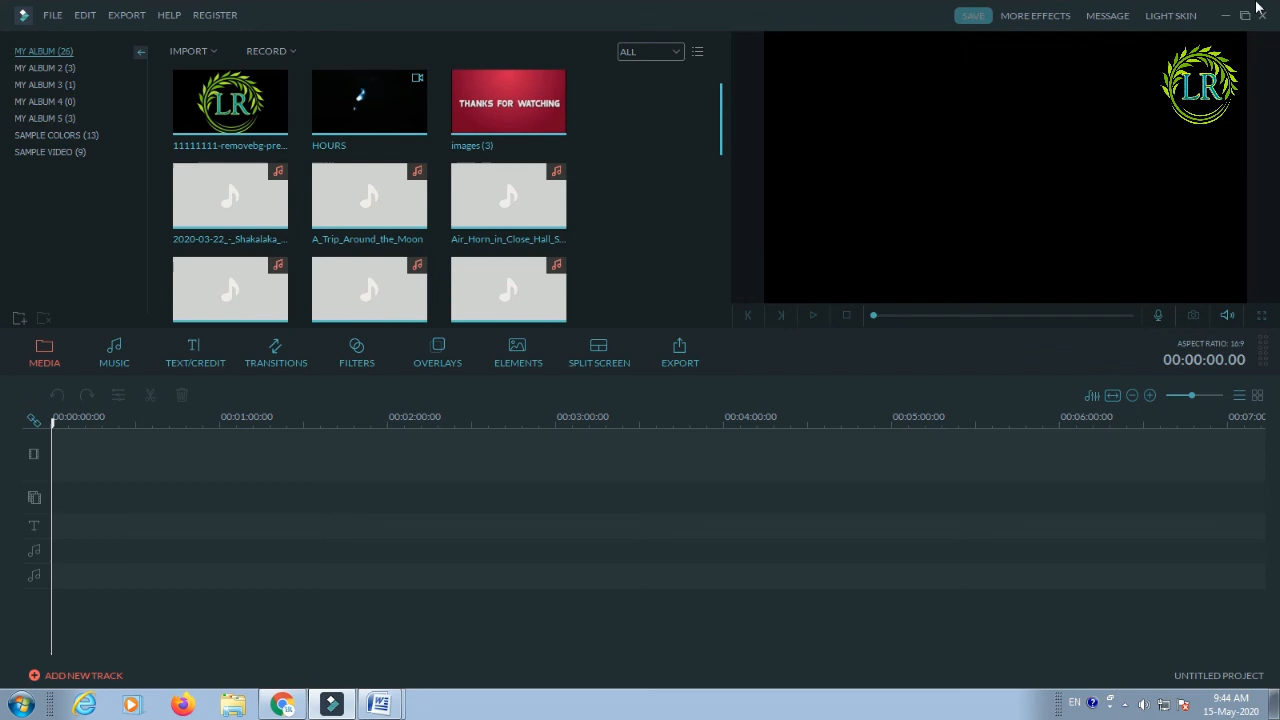 FILE EDIT EXPORT HELP REGISTER SAVE MORE EFFECTS MESSAGE LIGHT SKIN
MY ALBUM (26)
MY ALBUM 2 (3)
MY ALBUM 3 (1)
MY ALBUM 4 (0)
MY ALBUM 5 (3)
SAMPLE COLORS (13)
SAMPLE VIDEO (9)
IMPORT RECORD ALL
LR
THANKS FOR WATCHING
11111111-removebg-pre... HOURS images (3)
2020-03-22_-_Shakalaka_... A_Trip_Around_the_Moon Air_Horn_in_Close_Hall_S...
LR
MEDIA MUSIC TEXT/CREDIT TRANSITIONS FILTERS OVERLAYS ELEMENTS SPLIT SCREEN EXPORT
ASPECT RATIO: 16:9
00:00:00.00
00:00:00:00 00:01:00:00 00:02:00:00 00:03:00:00 00:04:00:00 00:05:00:00 00:06:00:00 00:07:0
T
ADD NEW TRACK UNTITLED PROJECT
EN 9:44 AM
15-May-2020